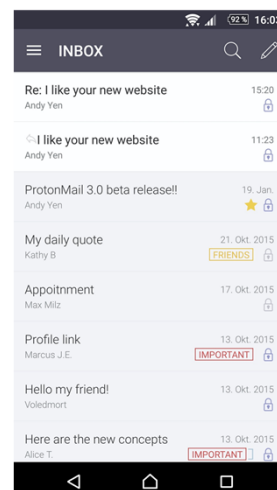 92% 16:03
INBOX
Re: I like your new website 15:20
Andy Yen
I like your new website 11:23
Andy Yen
ProtonMail 3.0 beta release!! 19. Jan.
Andy Yen
My daily quote 21. Okt. 2015
Kathy B FRIENDS
Appoitnment 17. Okt. 2015
Max Milz
Profile link 13. Okt. 2015
Marcus J.E. IMPORTANT
Hello my friend! 13. Okt. 2015
Voledmort
Here are the new concepts 13. Okt. 2015
Alice T. IMPORTANT